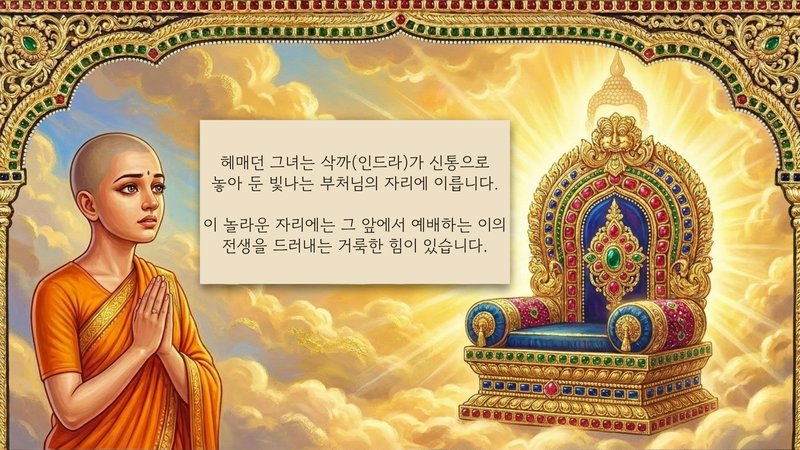 헤매던 그녀는 삭까(인드라)가 신통으로
놓아 둔 빛나는 부처님의 자리에 이릅니다.
이 놀라운 자리에는 그 앞에서 예배하는 이의
전생을 드러내는 거룩한 힘이 있습니다.